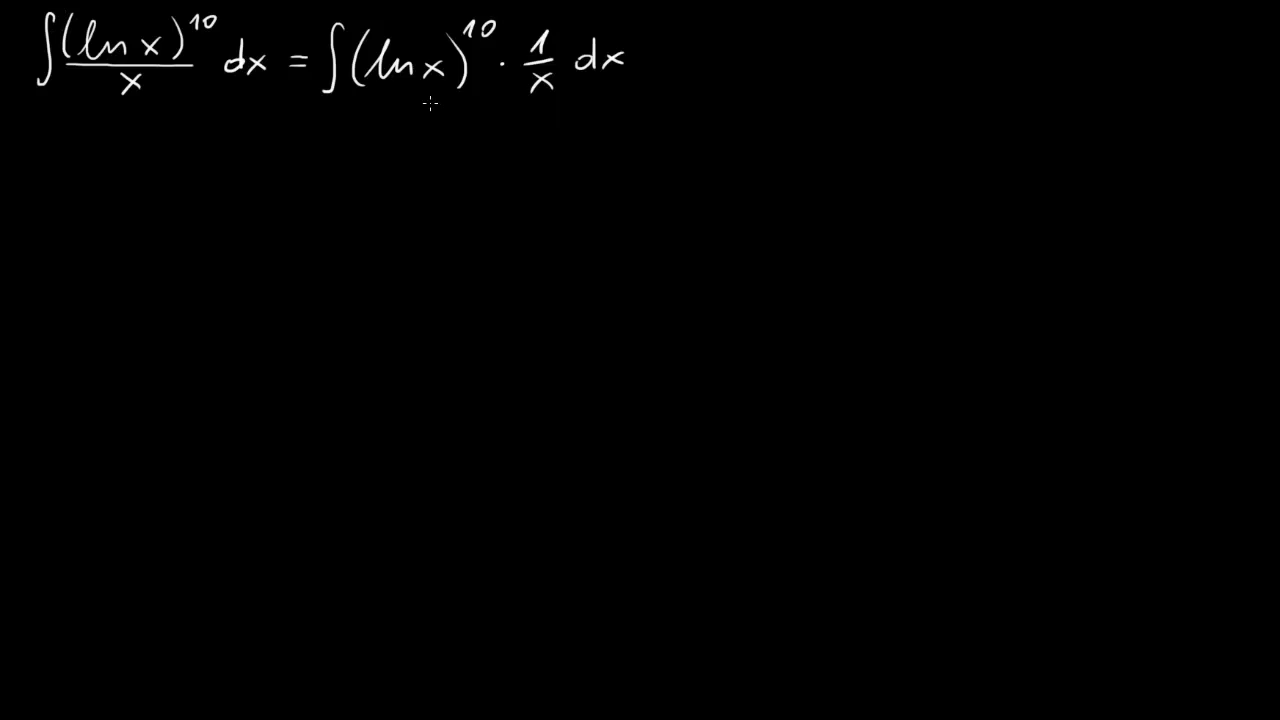 ∫ (ln x)^10 / x dx = ∫ (ln x)^10 · 1/x dx